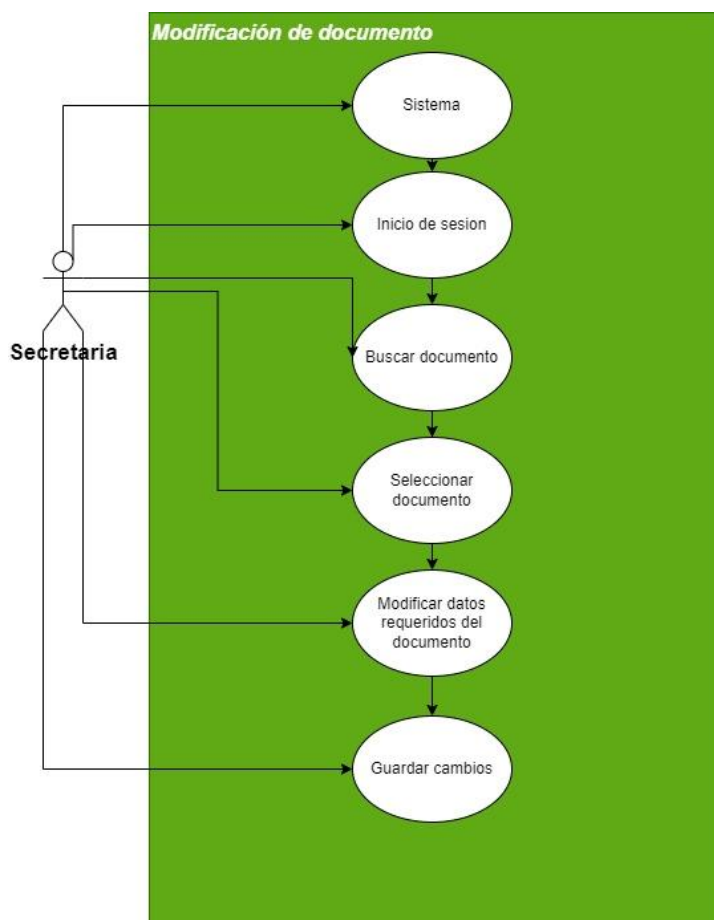 Modificación de documento
Sistema
Inicio de sesion
Secretaria
Buscar documento
Seleccionar
documento
Modificar datos
requeridos del
documento
Guardar cambios